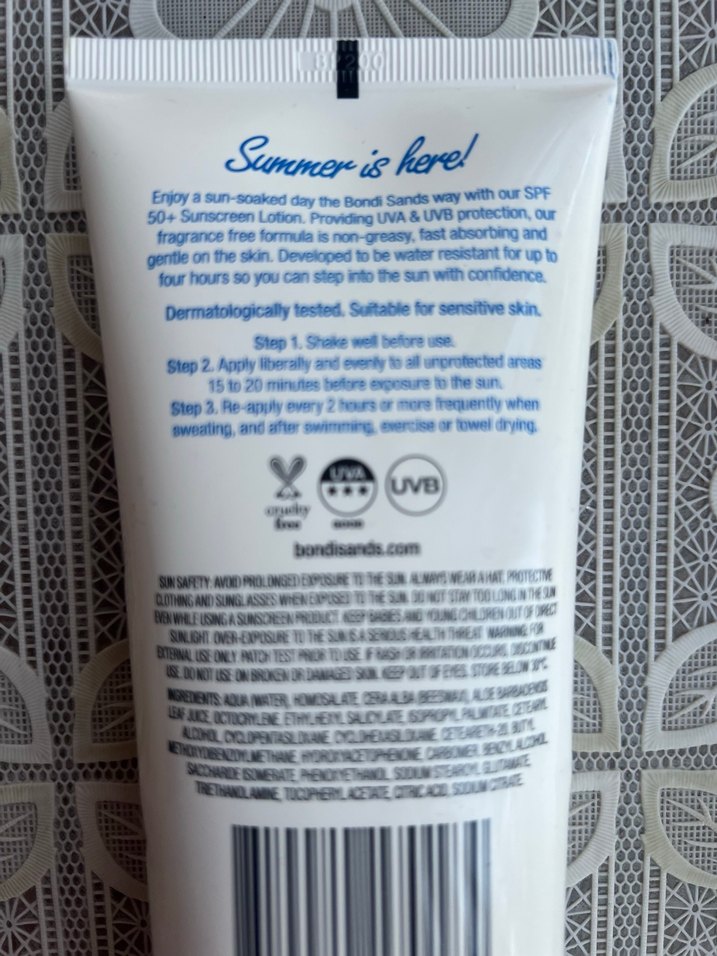 Summer is here!
Enjoy a sun-soaked day the Bondi Sands way with our SPF
50+ Sunscreen Lotion. Providing UVA & UVB protection, our
fragrance free formula is non-greasy, fast absorbing and
gentle on the skin. Developed to be water resistant for up to
four hours so you can step into the sun with confidence.
Dermatologically tested. Suitable for sensitive skin.
Step 1. Shake well before use.
Step 2. Apply liberally and evenly to all unprotected areas
15 to 20 minutes before exposure to the sun.
Step 3. Re-apply every 2 hours or more frequently when
sweating, and after swimming, exercise or towel drying.
cruelty
free
UVA
UVB
bondisands.com
SUN SAFETY: AVOID PROLONGED EXPOSURE TO THE SUN. ALWAYS WEAR A HAT, PROTECTIVE
CLOTHING AND SUNGLASSES WHEN EXPOSED TO THE SUN. DO NOT STAY TOO LONG IN THE SUN
EVEN WHILE USING A SUNSCREEN PRODUCT. KEEP BABIES AND YOUNG CHILDREN OUT OF DIRECT
SUNLIGHT. OVER-EXPOSURE TO THE SUN IS A SERIOUS HEALTH THREAT. WARNING: FOR
EXTERNAL USE ONLY. PATCH TEST PRIOR TO USE. IF RASH OR IRRITATION OCCURS, DISCONTINUE
USE. DO NOT USE ON BROKEN OR DAMAGED SKIN. KEEP OUT OF EYES. STORE BELOW 30°C.
INGREDIENTS: AQUA (WATER), HOMOSALATE, CERA ALBA (BEESWAX), ALOE BARBADENSIS
LEAF JUICE, OCTOCRYLENE, ETHYLHEXYL SALICYLATE, ISOPROPYL PALMITATE, CETEARYL
ALCOHOL, CYCLOPENTASILOXANE, CYCLOHEXASILOXANE, CETEARETH-20, BUTYL
METHOXYDIBENZOYLMETHANE, HYDROXYACETOPHENONE, CARBOMER, BENZYL ALCOHOL,
SACCHARIDE ISOMERATE, PHENOXYETHANOL, SODIUM STEAROYL GLUTAMATE,
TRIETHANOLAMINE, TOCOPHERYL ACETATE, CITRIC ACID, SODIUM CITRATE.